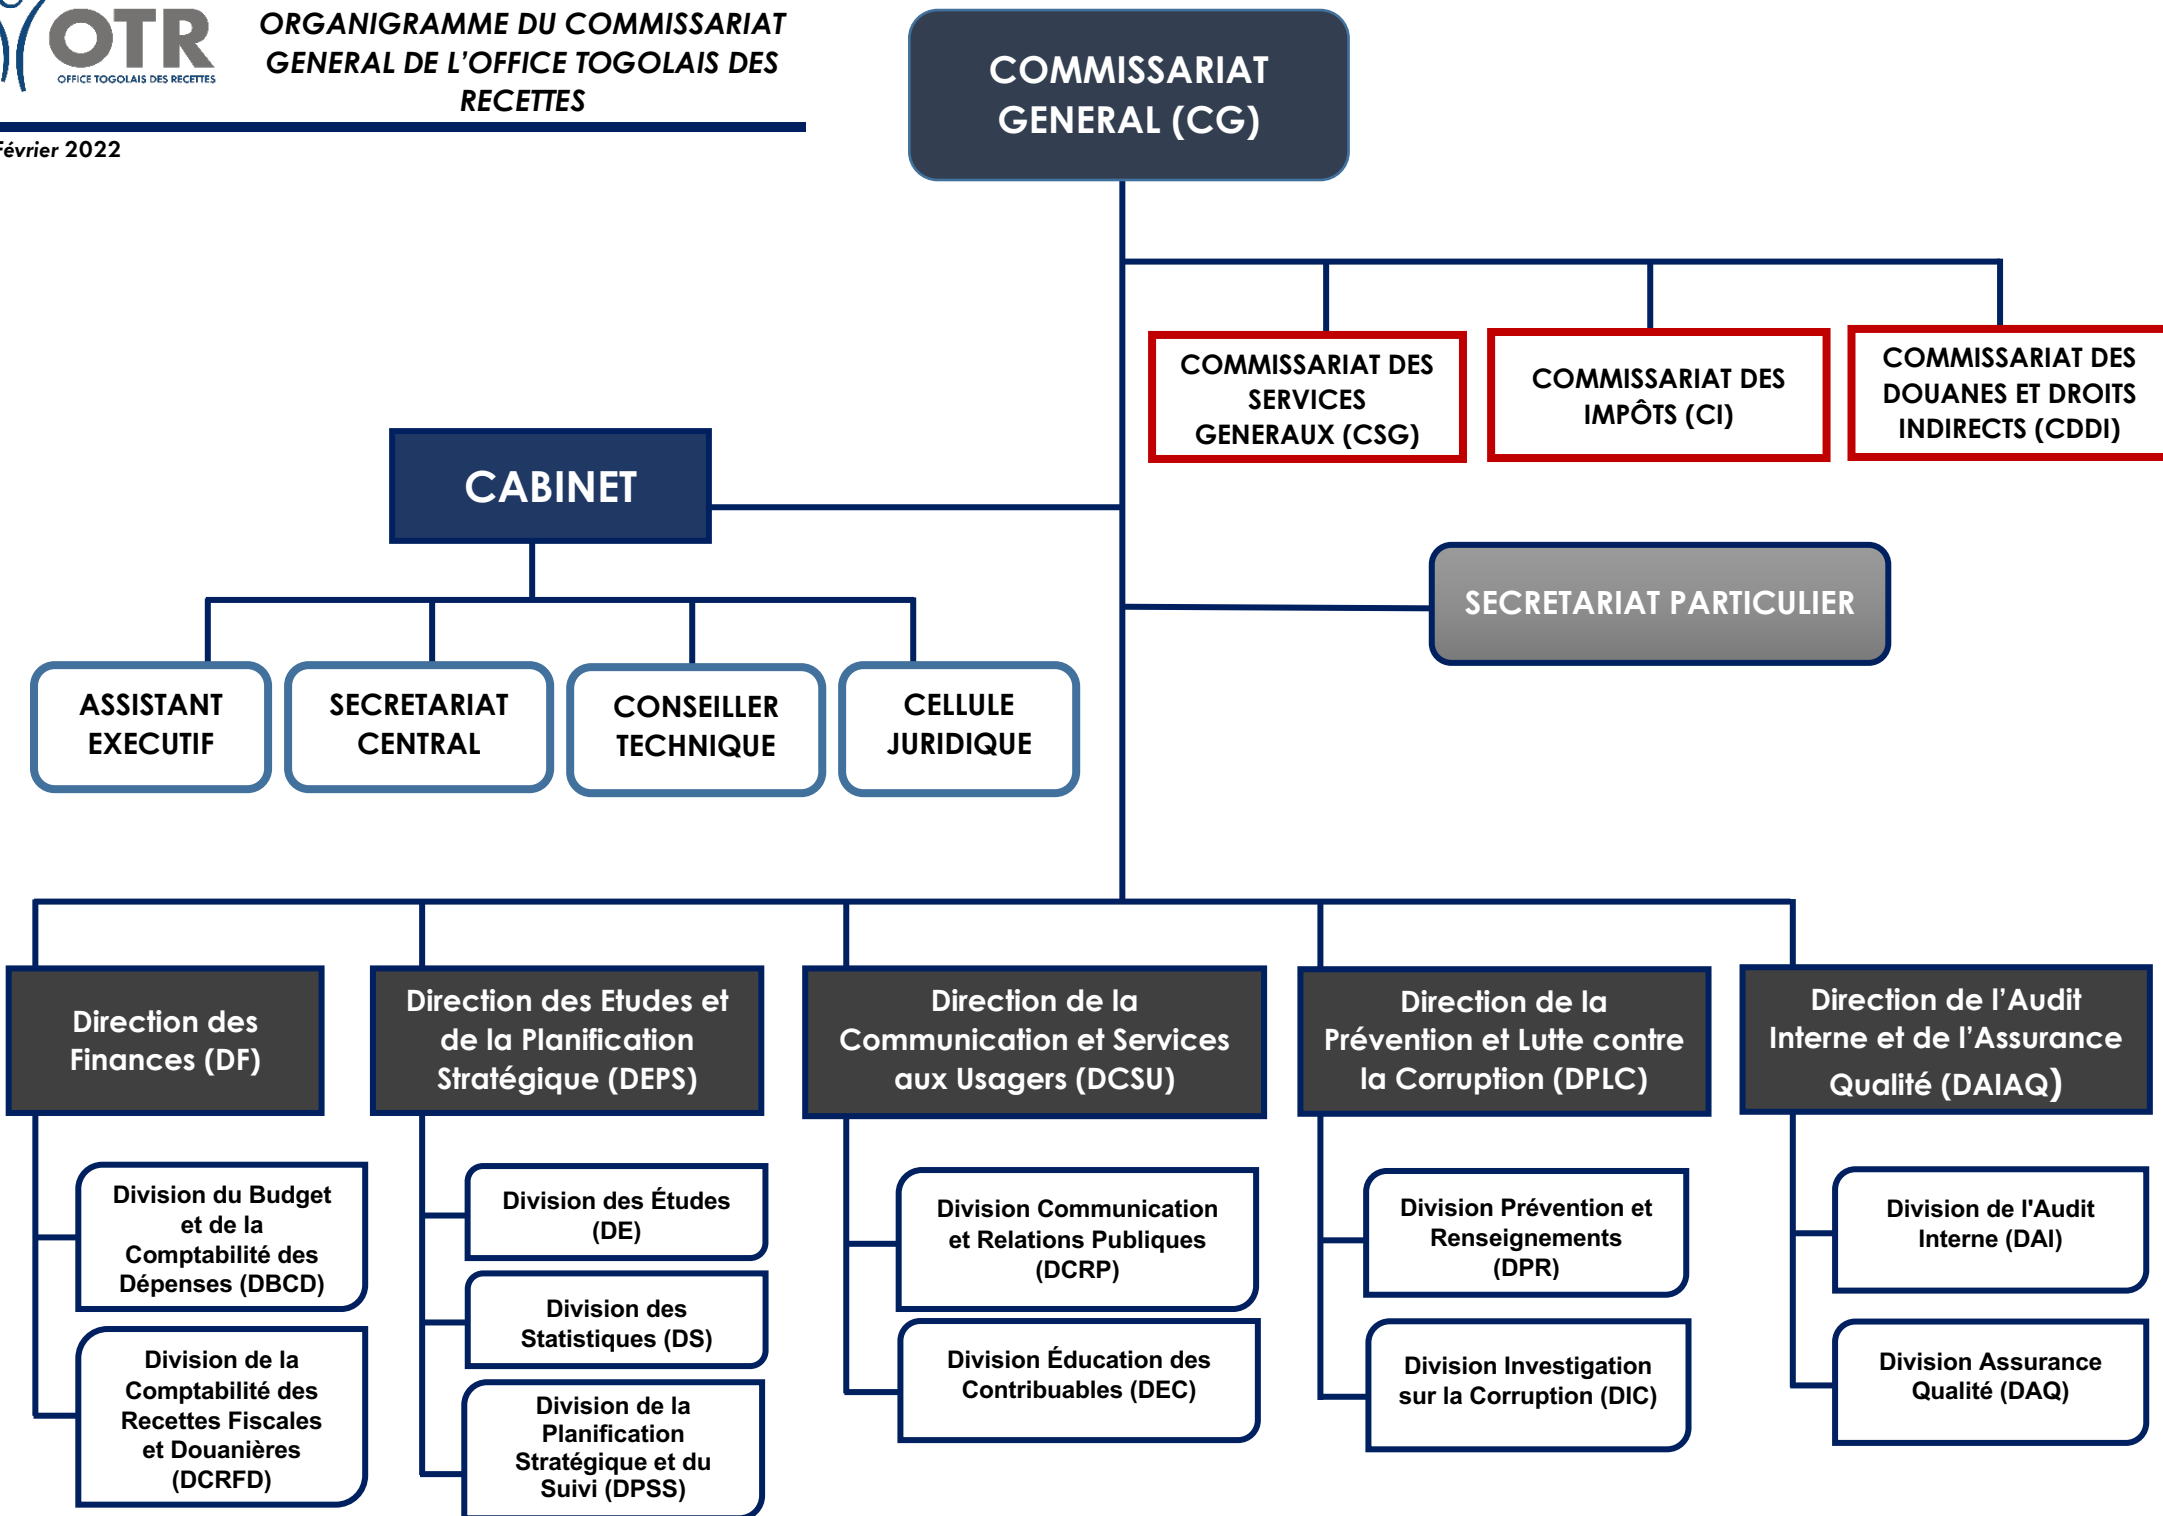 OTR
OFFICE TOGOLAIS DES RECETTES
ORGANIGRAMME DU COMMISSARIAT
GENERAL DE L'OFFICE TOGOLAIS DES
RECETTES
Février 2022
COMMISSARIAT
GENERAL (CG)
COMMISSARIAT DES
SERVICES
GENERAUX (CSG)
COMMISSARIAT DES
IMPÔTS (CI)
COMMISSARIAT DES
DOUANES ET DROITS
INDIRECTS (CDDI)
CABINET
SECRETARIAT PARTICULIER
ASSISTANT
EXECUTIF
SECRETARIAT
CENTRAL
CONSEILLER
TECHNIQUE
CELLULE
JURIDIQUE
Direction des
Finances (DF)
Direction des Etudes et
de la Planification
Stratégique (DEPS)
Direction de la
Communication et Services
aux Usagers (DCSU)
Direction de la
Prévention et Lutte contre
la Corruption (DPLC)
Direction de l'Audit
Interne et de l'Assurance
Qualité (DAIAQ)
Division du Budget
et de la
Comptabilité des
Dépenses (DBCD)
Division de la
Comptabilité des
Recettes Fiscales
et Douanières
(DCRFD)
Division des Études
(DE)
Division des
Statistiques (DS)
Division de la
Planification
Stratégique et du
Suivi (DPSS)
Division Communication
et Relations Publiques
(DCRP)
Division Éducation des
Contribuables (DEC)
Division Prévention et
Renseignements
(DPR)
Division Investigation
sur la Corruption (DIC)
Division de l'Audit
Interne (DAI)
Division Assurance
Qualité (DAQ)